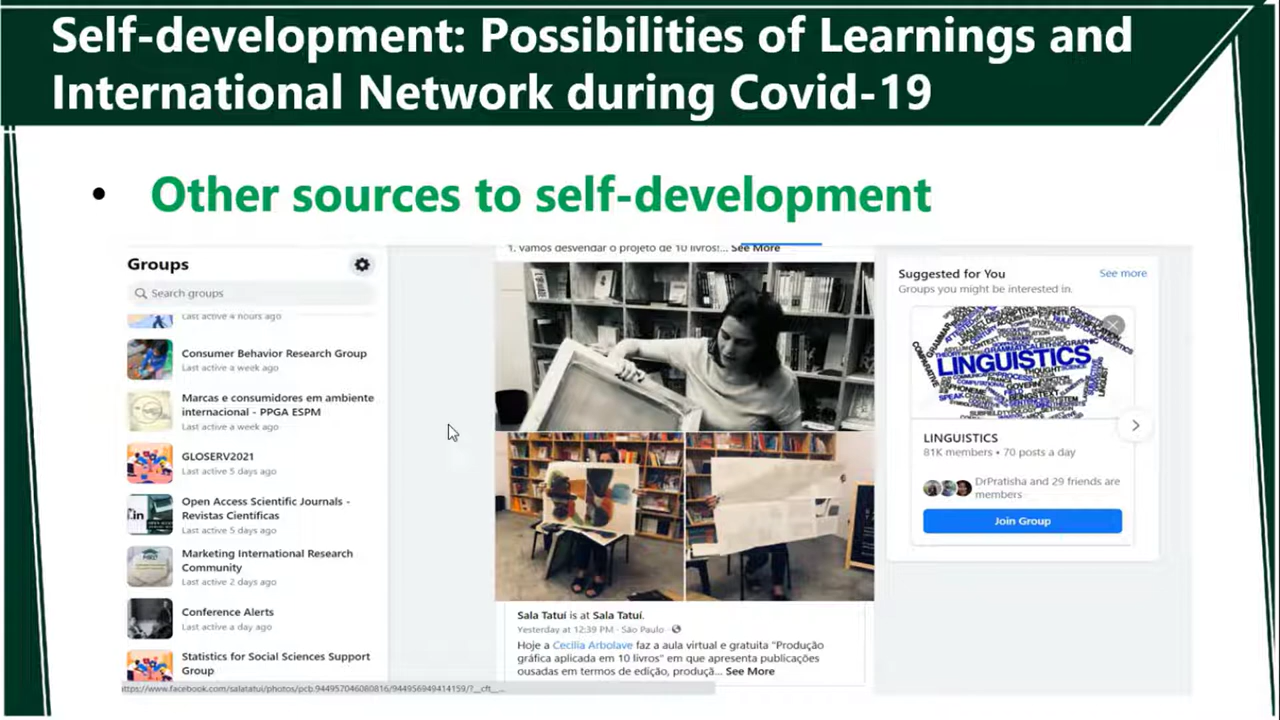 Self-development: Possibilities of Learnings and
International Network during Covid-19
• Other sources to self-development
Groups
Search groups
Last active 4 hours ago
Consumer Behavior Research Group
Last active a week ago
Marcas e consumidores em ambiente
internacional - PPGA ESPM
Last active a week ago
GLOSERV2021
Last active 5 days ago
Open Access Scientific Journals -
Revistas Científicas
Last active 5 days ago
Marketing International Research
Community
Last active 2 days ago
Conference Alerts
Last active a day ago
Statistics for Social Sciences Support
Group
https://www.facebook.com/salatatui/photos/pcb.944957046080816/944956949414159/?__cft__...
1. Vamos desvendar o projeto de 10 livros!... See More
Sala Tatuí is at Sala Tatuí.
Yesterday at 12:39 PM · São Paulo ·
Hoje a Cecilia Arbolave faz a aula virtual e gratuita "Produção
gráfica aplicada em 10 livros" em que apresenta publicações
ousadas em termos de edição, produçã... See More
Suggested for You
See more
Groups you might be interested in.
LINGUISTICS
LINGUISTICS
81K members • 70 posts a day
DrPratisha and 29 friends are
members
Join Group